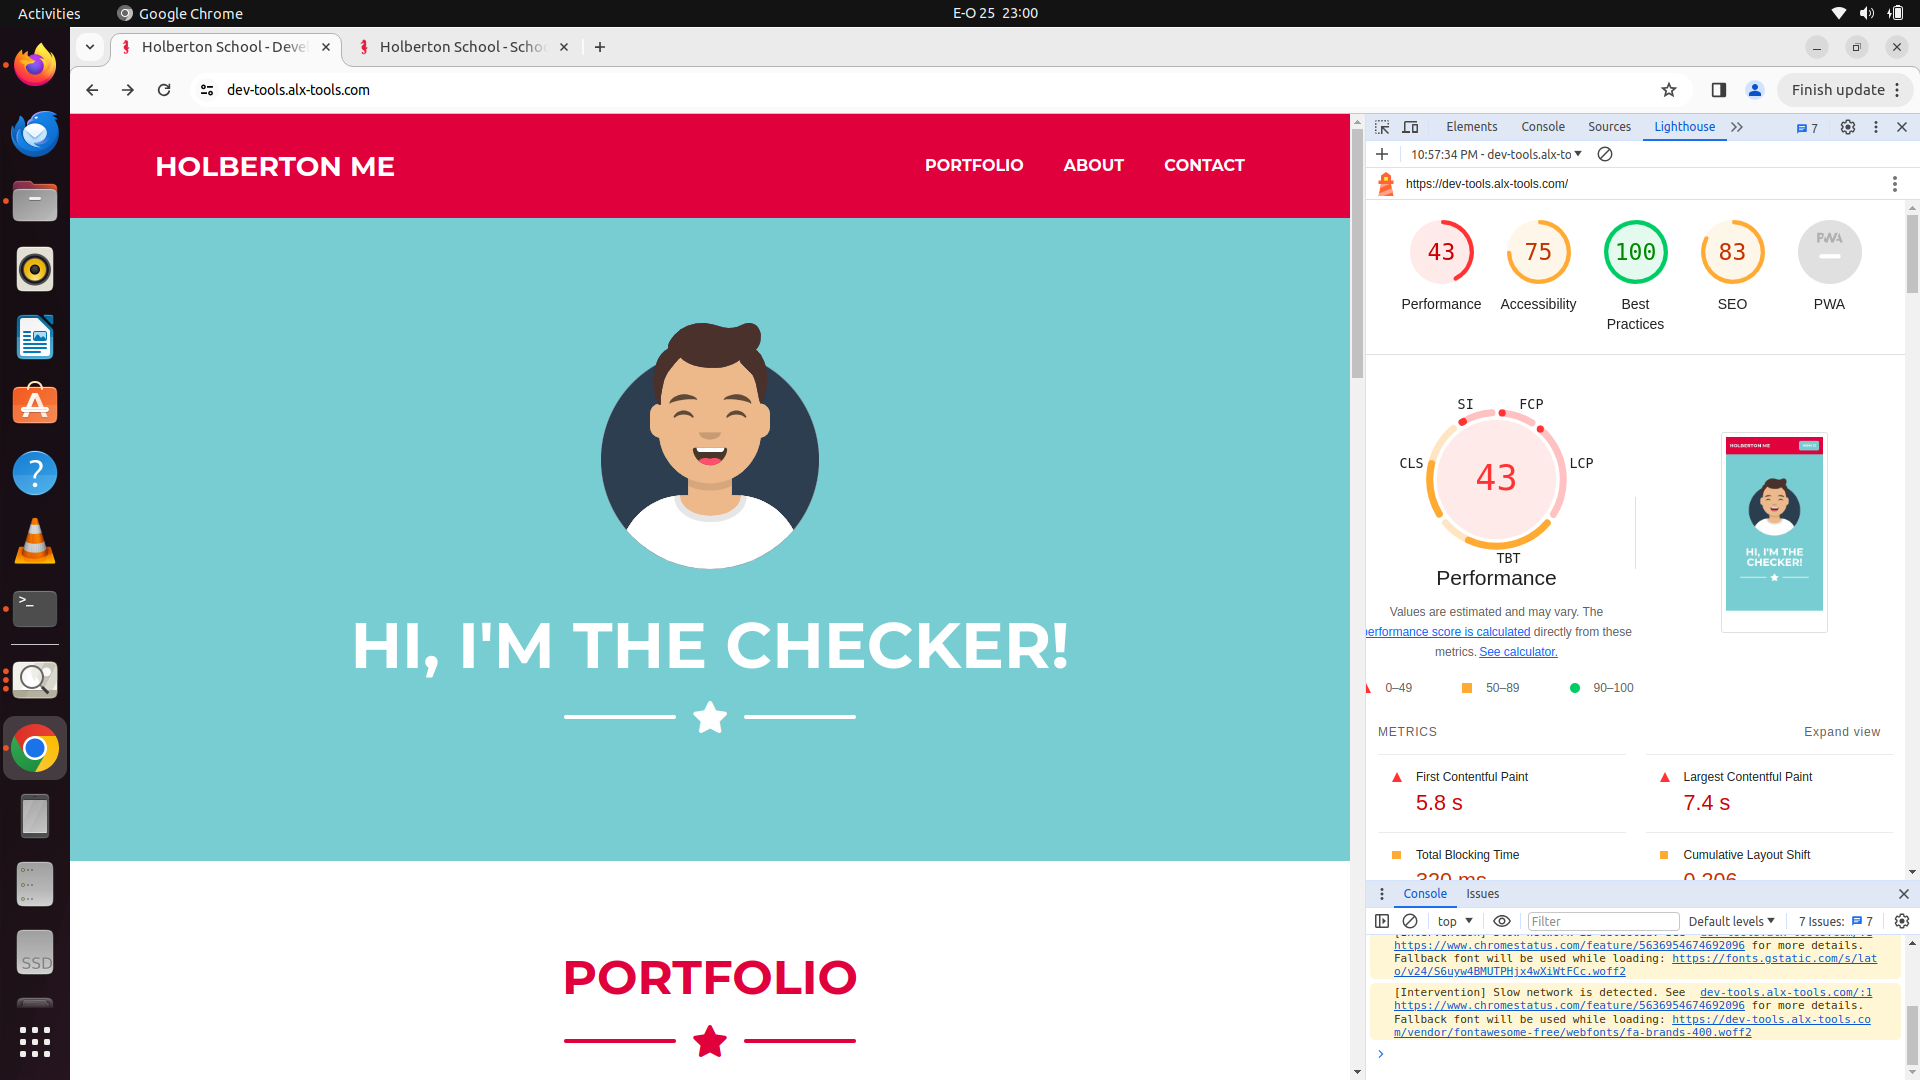 Activities
Google Chrome
E-O 25 23:00
Holberton School - Deve
Holberton School - Scho
dev-tools.alx-tools.com
Finish update
HOLBERTON ME
PORTFOLIO
ABOUT
CONTACT
HI, I'M THE CHECKER!
PORTFOLIO
SSD
Elements
Console
Sources
Lighthouse
7
10:57:34 PM - dev-tools.alx-to
https://dev-tools.alx-tools.com/
43
75
100
83
PWA
Performance
Accessibility
Best
Practices
SEO
PWA
SI
FCP
CLS
LCP
43
TBT
HOLBERTON ME
HI, I'M THE
CHECKER!
Performance
Values are estimated and may vary. The
performance score is calculated directly from these
metrics. See calculator.
0–49
50–89
90–100
METRICS
Expand view
First Contentful Paint
5.8 s
Largest Contentful Paint
7.4 s
Total Blocking Time
320 ms
Cumulative Layout Shift
0.206
Console
Issues
top
Filter
Default levels
7 Issues:
7
https://www.chromestatus.com/feature/5636954674692096 for more details.
Fallback font will be used while loading: https://fonts.gstatic.com/s/lat
o/v24/S6uyw4BMUTPHjx4wXiWtFCc.woff2
[Intervention] Slow network is detected. See dev-tools.alx-tools.com/:1
https://www.chromestatus.com/feature/5636954674692096 for more details.
Fallback font will be used while loading: https://dev-tools.alx-tools.co
m/vendor/fontawesome-free/webfonts/fa-brands-400.woff2